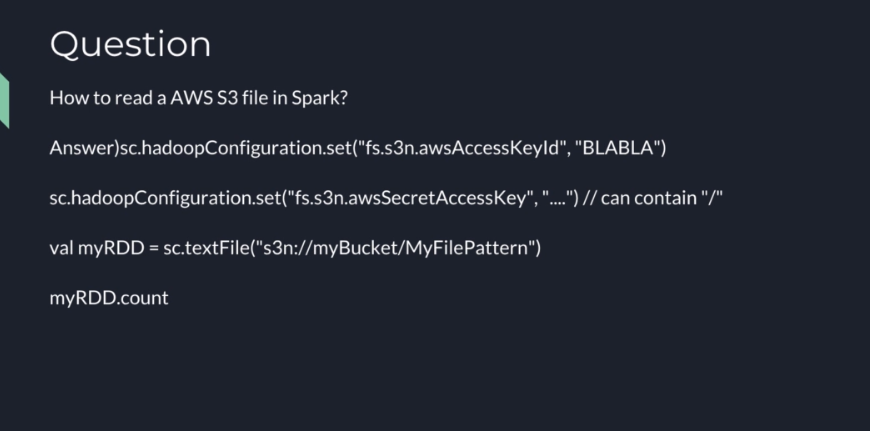 Question
How to read a AWS S3 file in Spark?
Answer)sc.hadoopConfiguration.set("fs.s3n.awsAccessKeyId", "BLABLA")
sc.hadoopConfiguration.set("fs.s3n.awsSecretAccessKey", "....") // can contain "/"
val myRDD = sc.textFile("s3n://myBucket/MyFilePattern")
myRDD.count